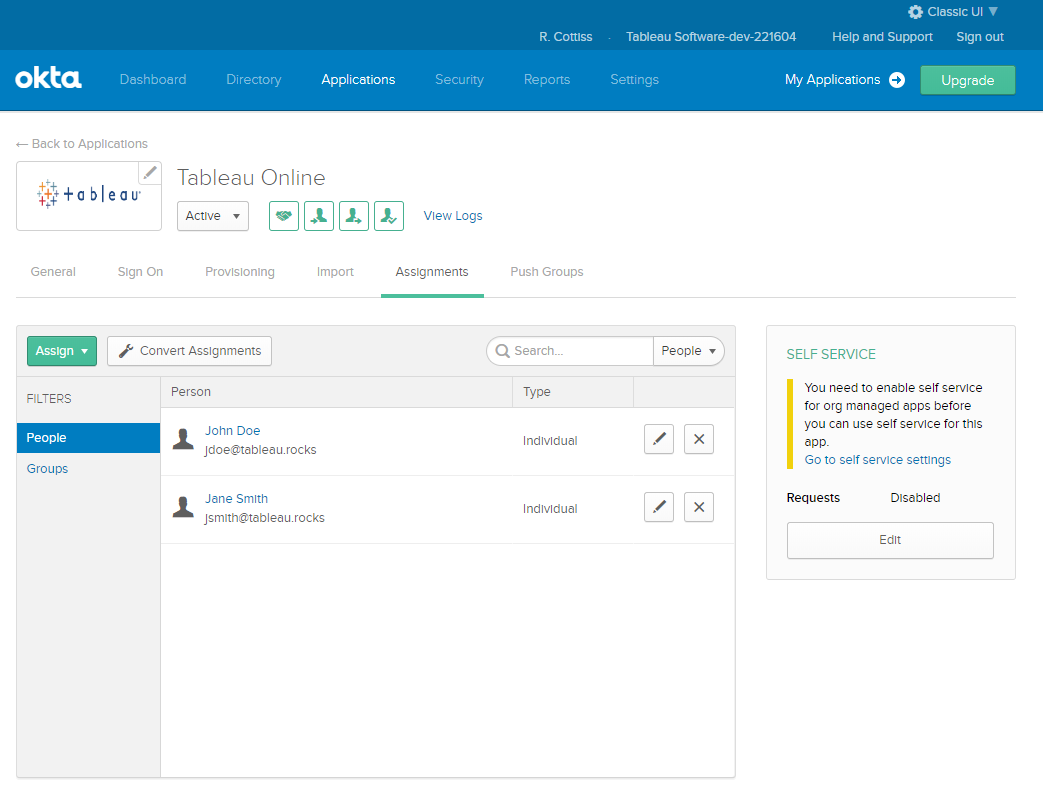 Classic UI
R. Cottiss - Tableau Software-dev-221604 Help and Support Sign out
okta Dashboard Directory Applications Security Reports Settings My Applications Upgrade
← Back to Applications
tableau
Tableau Online
Active View Logs
General Sign On Provisioning Import Assignments Push Groups
Assign Convert Assignments Search... People
FILTERS
People
Groups
Person Type
John Doe
jdoe@tableau.rocks
Individual
Jane Smith
jsmith@tableau.rocks
Individual
SELF SERVICE
You need to enable self service
for org managed apps before
you can use self service for this
app.
Go to self service settings
Requests Disabled
Edit